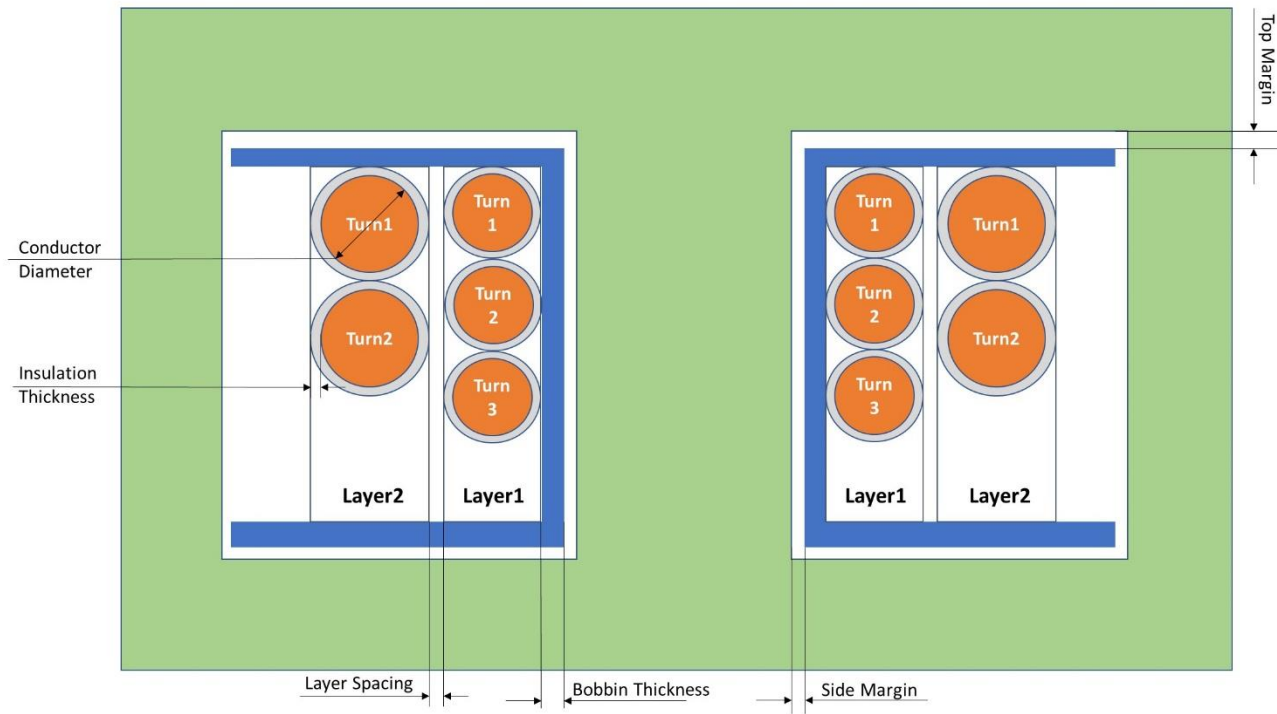 Top Margin
Turn1
Turn
1
Turn
1
Turn1
Conductor
Diameter
Turn
2
Turn
2
Turn2
Turn2
Insulation
Thickness
Turn
3
Turn
3
Layer2
Layer1
Layer1
Layer2
Layer Spacing
Bobbin Thickness
Side Margin